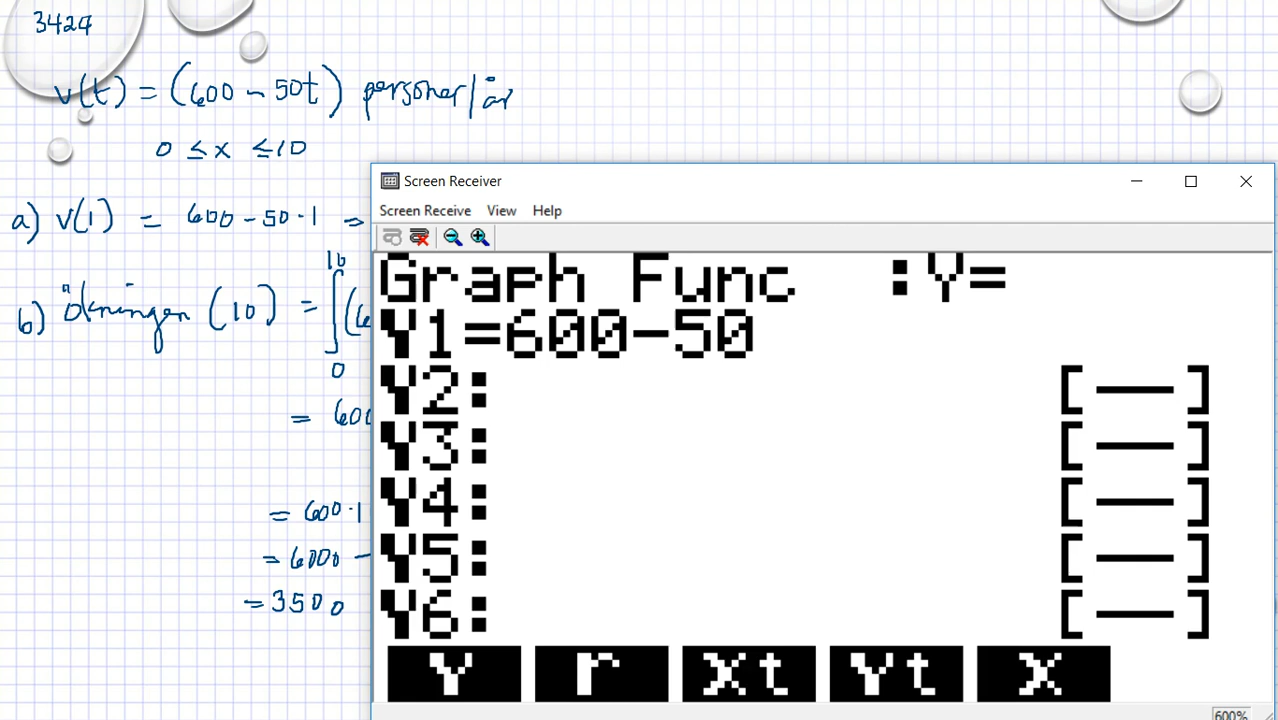 3424
v(t) = (600 - 50t) personer/år
0 ≤ x ≤ 10
a) v(1) = 600 - 50·1 =
b) Ökningen (10) = ∫ 10 0 (6
= 600
= 600·1
= 6000 -
= 3500
Screen Receiver
Screen Receive View Help
Graph Func :Y=
Y1=600-50
Y2: [—]
Y3: [—]
Y4: [—]
Y5: [—]
Y6: [—]
Y r Xt Yt X
600%